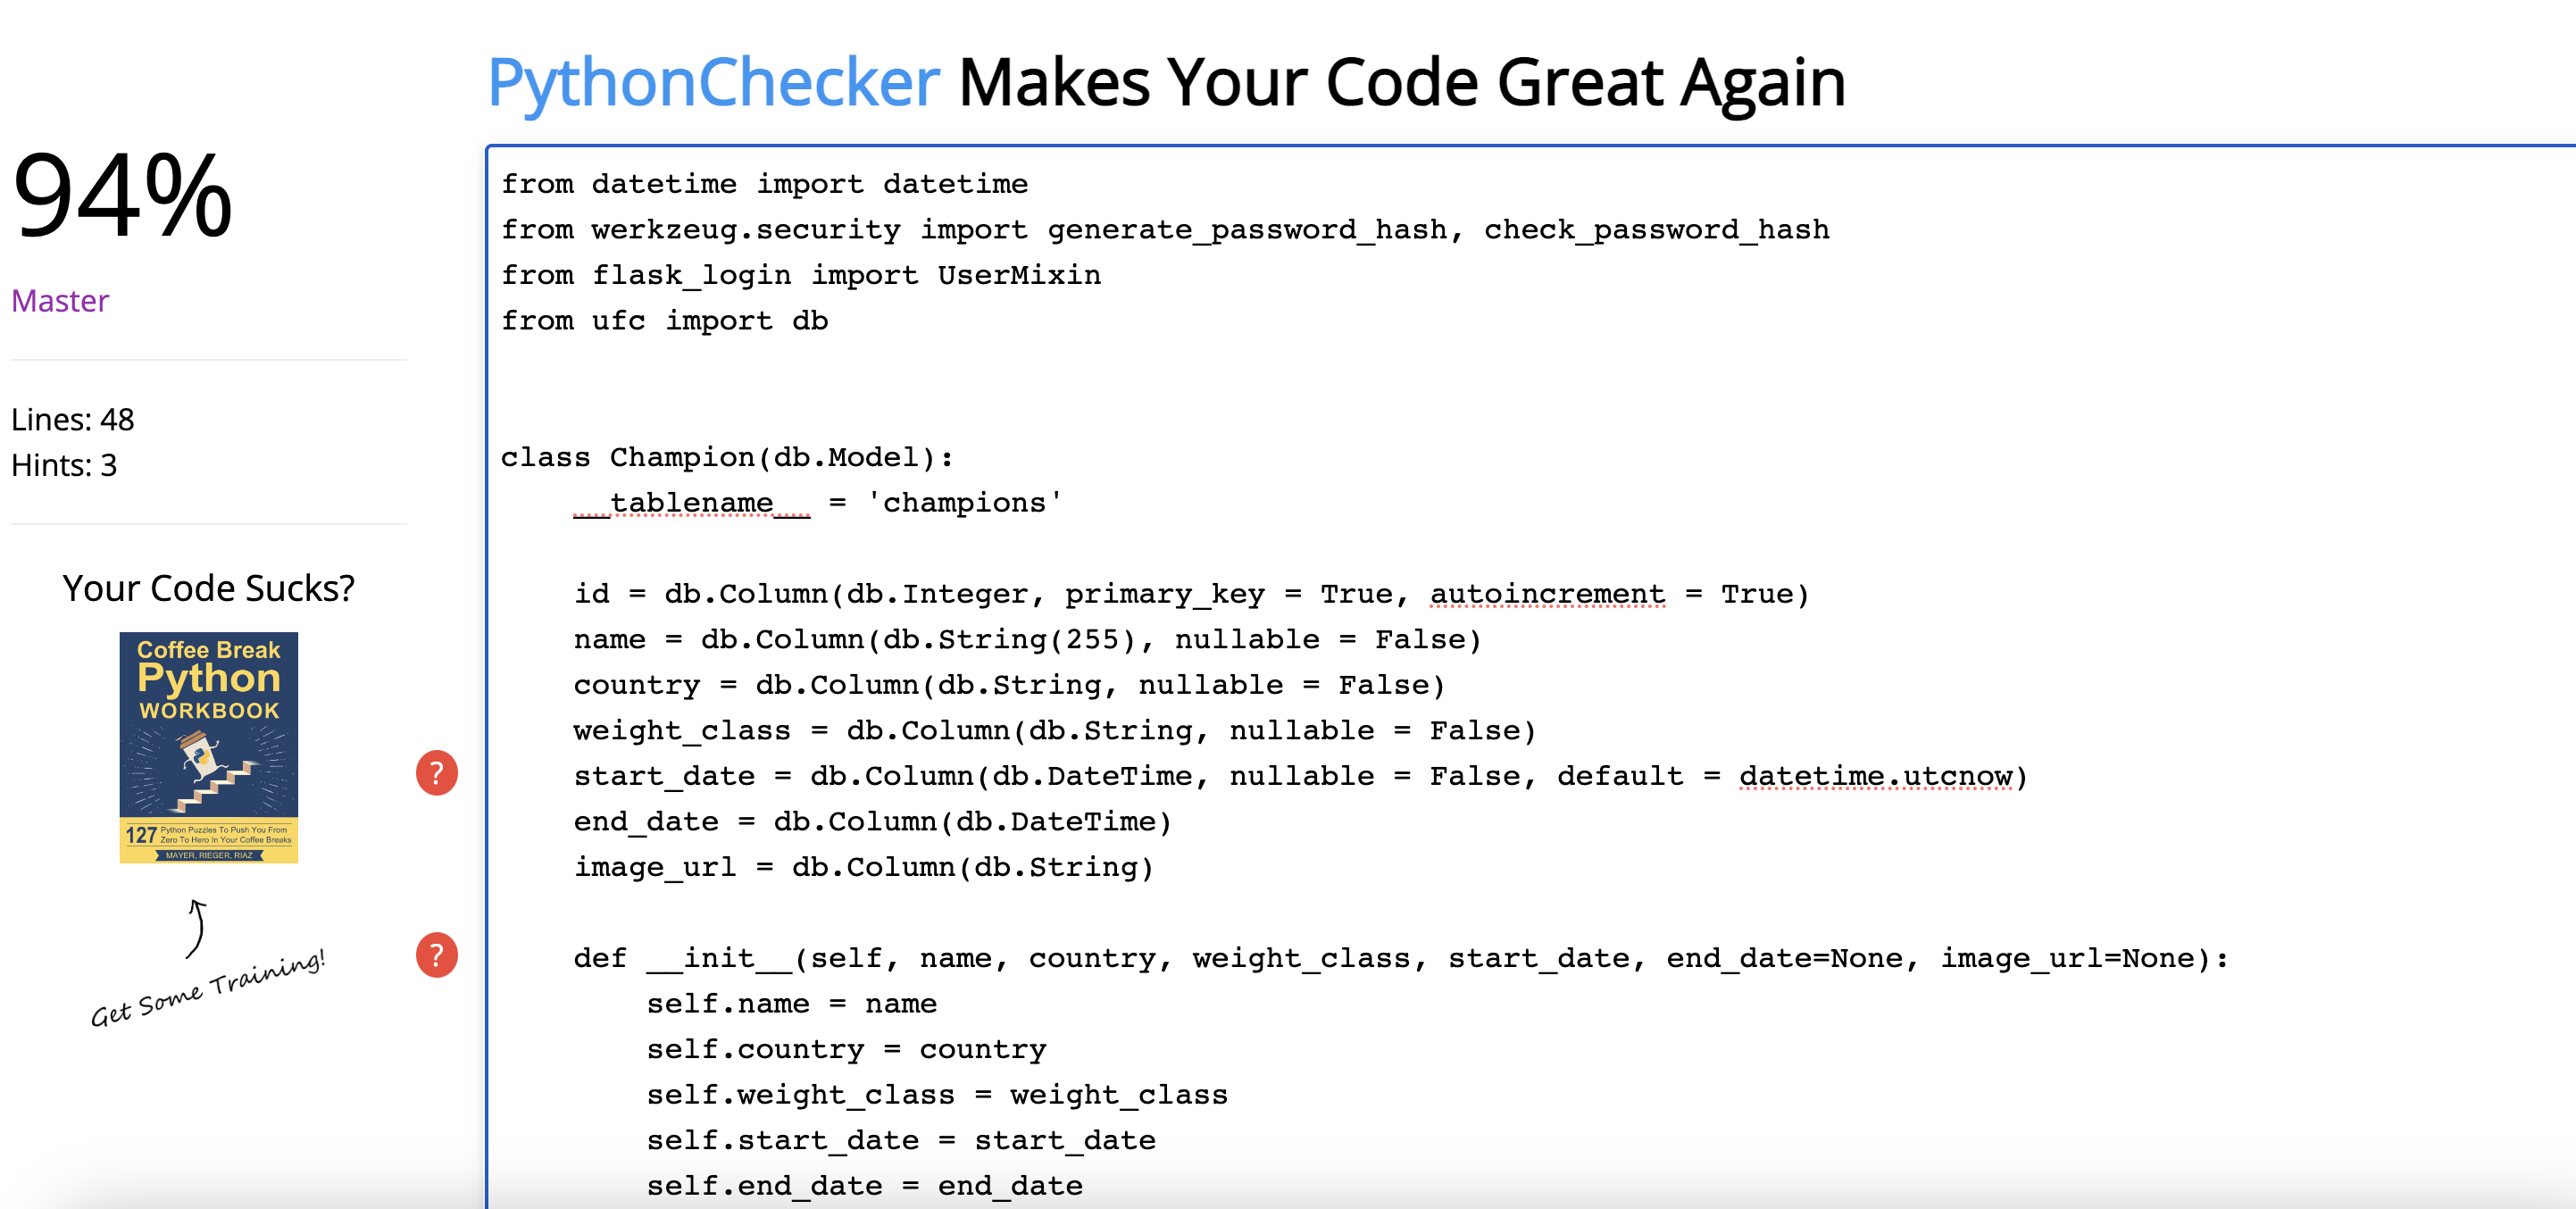 PythonChecker Makes Your Code Great Again
94%
Master
Lines: 48
Hints: 3
Your Code Sucks?
Coffee Break
Python
WORKBOOK
127 Python Puzzles To Push You From
Zero To Hero In Your Coffee Breaks
MAYER, RIEGER, RIAZ
Get Some Training!
?
?
from datetime import datetime
from werkzeug.security import generate_password_hash, check_password_hash
from flask_login import UserMixin
from ufc import db
class Champion(db.Model):
    __tablename__ = 'champions'
    id = db.Column(db.Integer, primary_key = True, autoincrement = True)
    name = db.Column(db.String(255), nullable = False)
    country = db.Column(db.String, nullable = False)
    weight_class = db.Column(db.String, nullable = False)
    start_date = db.Column(db.DateTime, nullable = False, default = datetime.utcnow)
    end_date = db.Column(db.DateTime)
    image_url = db.Column(db.String)
    def __init__(self, name, country, weight_class, start_date, end_date=None, image_url=None):
        self.name = name
        self.country = country
        self.weight_class = weight_class
        self.start_date = start_date
        self.end_date = end_date